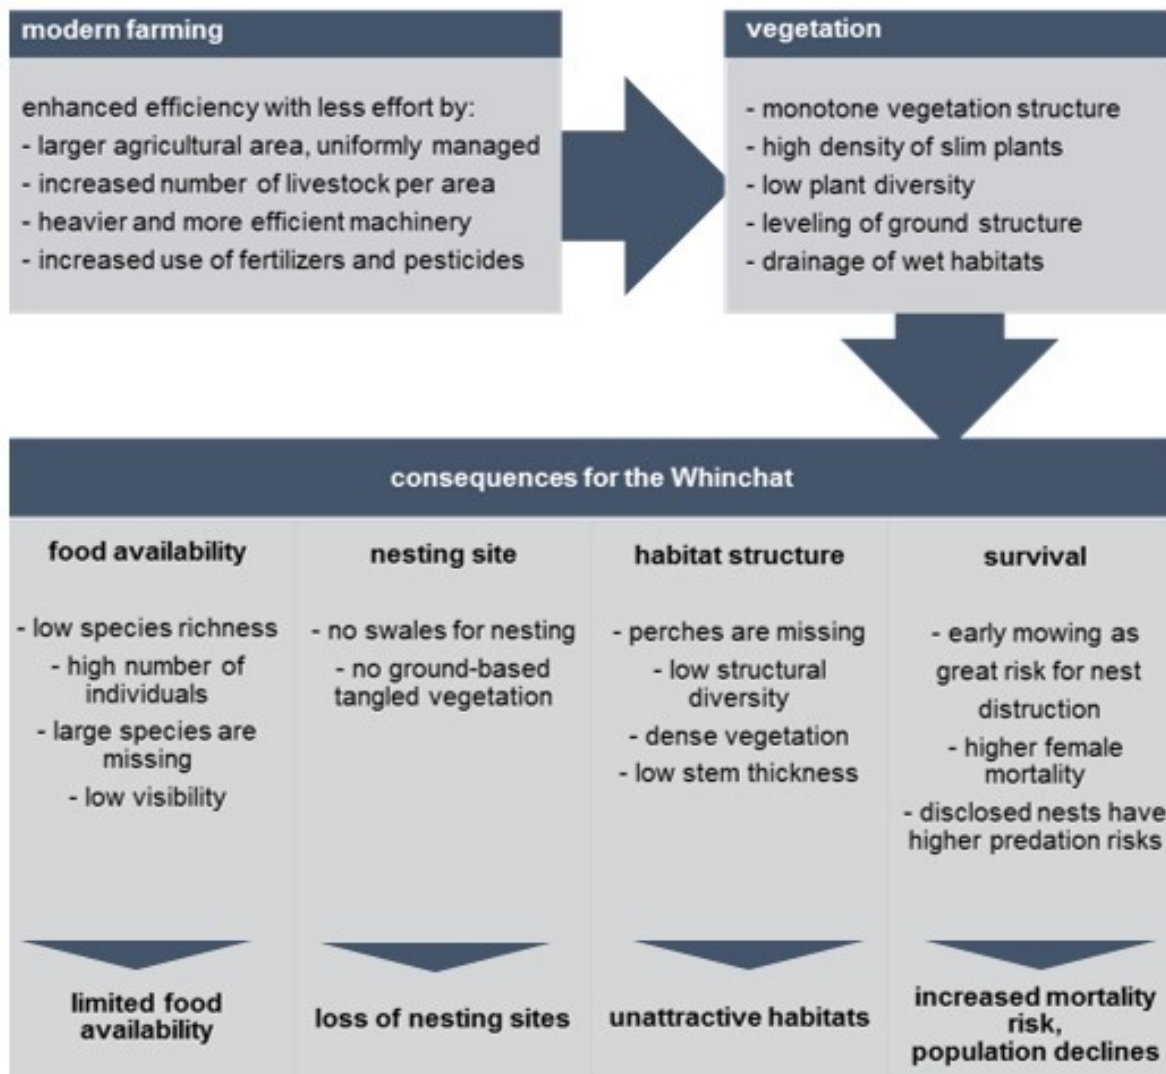 modern farming
enhanced efficiency with less effort by:
- larger agricultural area, uniformly managed
- increased number of livestock per area
- heavier and more efficient machinery
- increased use of fertilizers and pesticides
vegetation
- monotone vegetation structure
- high density of slim plants
- low plant diversity
- leveling of ground structure
- drainage of wet habitats
consequences for the Whinchat
food availability
- low species richness
- high number of
individuals
- large species are
missing
- low visibility
limited food
availability
nesting site
- no swales for nesting
- no ground-based
tangled vegetation
loss of nesting sites
habitat structure
- perches are missing
- low structural
diversity
- dense vegetation
- low stem thickness
unattractive habitats
survival
- early mowing as
great risk for nest
distruction
- higher female
mortality
- disclosed nests have
higher predation risks
increased mortality
risk,
population declines